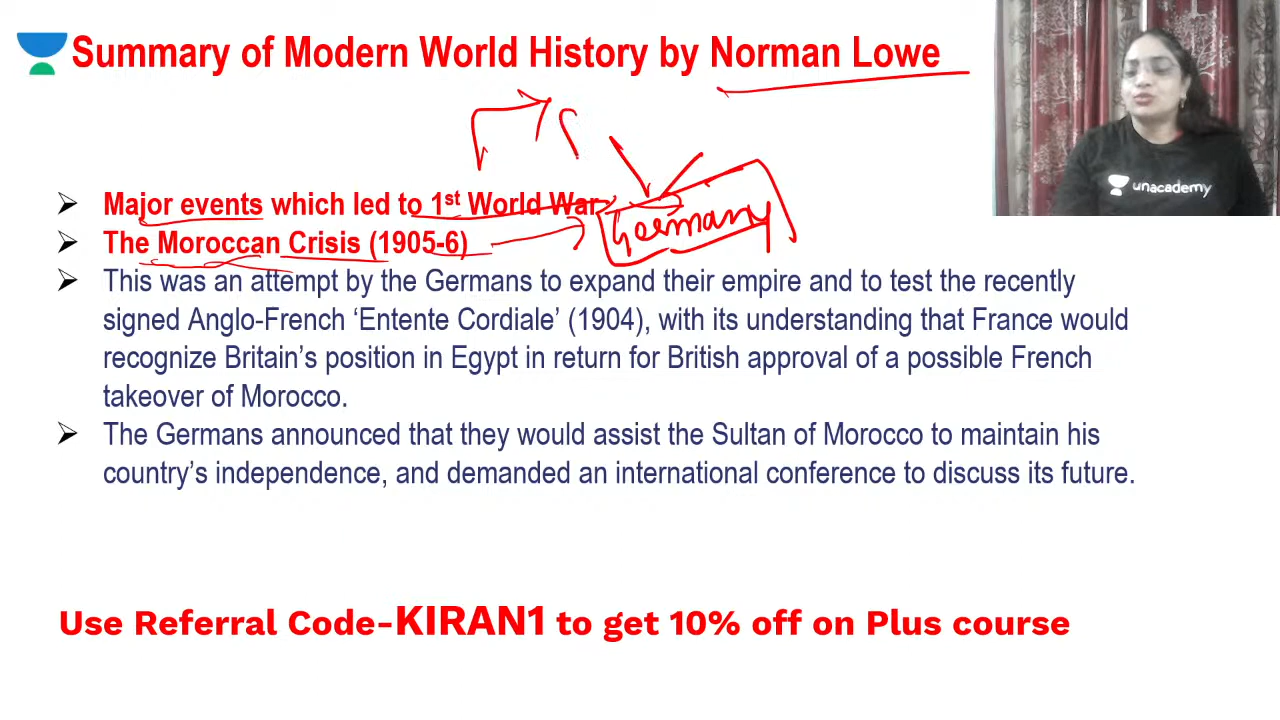 Summary of Modern World History by Norman Lowe
unacademy
Major events which led to 1st World War
Germany
The Moroccan Crisis (1905-6)
This was an attempt by the Germans to expand their empire and to test the recently
signed Anglo-French ‘Entente Cordiale’ (1904), with its understanding that France would
recognize Britain’s position in Egypt in return for British approval of a possible French
takeover of Morocco.
The Germans announced that they would assist the Sultan of Morocco to maintain his
country’s independence, and demanded an international conference to discuss its future.
Use Referral Code-KIRAN1 to get 10% off on Plus course